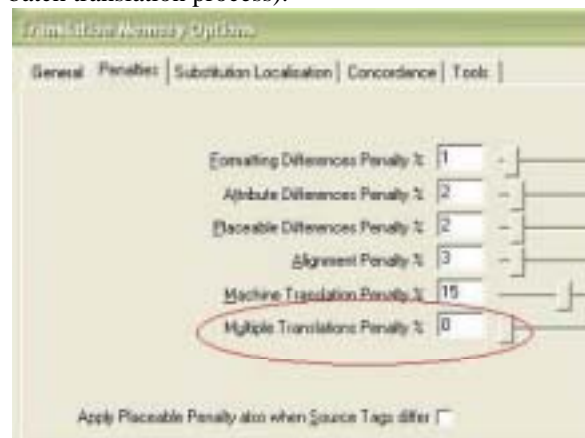 batch translation process).
Translation Memory Options
General Penalties Substitution Localisation Concordance Tools
Formatting Differences Penalty % 1
Attribute Differences Penalty % 2
Placeable Differences Penalty % 2
Alignment Penalty % 3
Machine Translation Penalty % 15
Multiple Translations Penalty % 0
Apply Placeable Penalty also when Source Tags differ